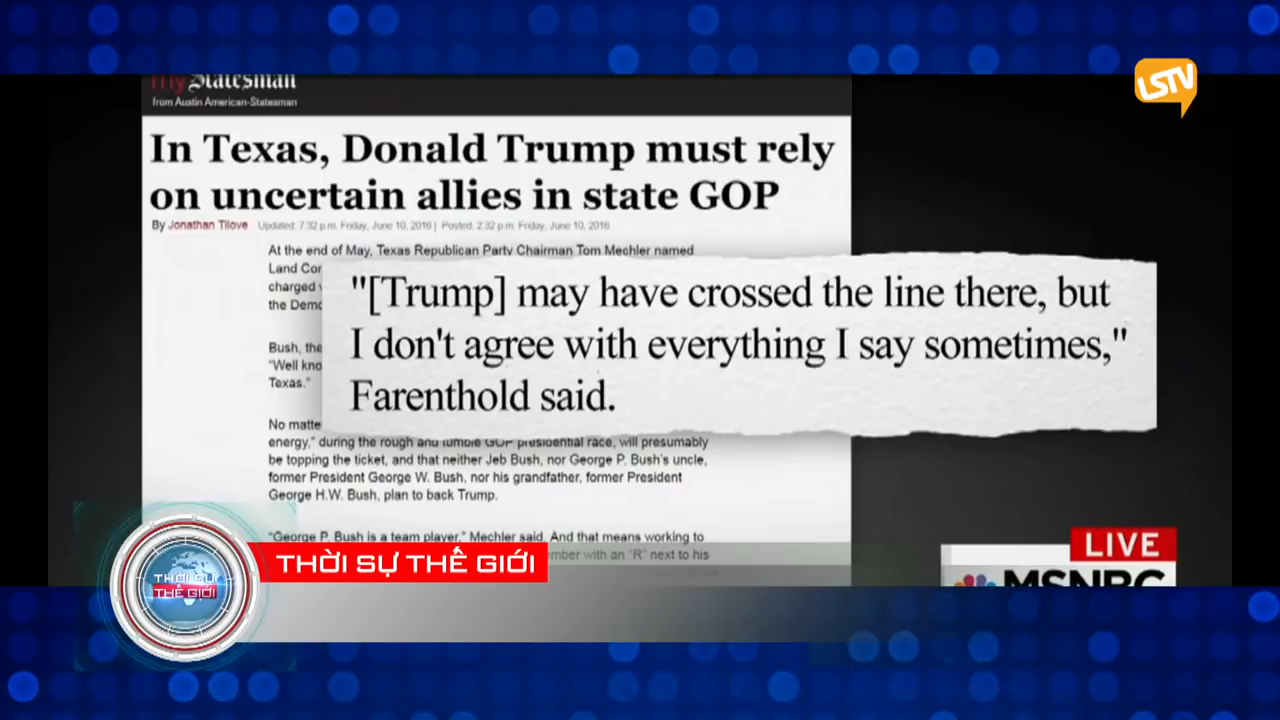 LSTV
my Statesman
from Austin American-Statesman
In Texas, Donald Trump must rely
on uncertain allies in state GOP
By Jonathan Tilove Updated: 7:32 p.m. Friday, June 10, 2016 | Posted: 2:32 p.m. Friday, June 10, 2016
At the end of May, Texas Republican Party Chairman Tom Mechler named
Land
charged
the
"[Trump] may have crossed the line there, but
I don't agree with everything I say sometimes,"
Farenthold said.
Bush, the
"Well
Texas."
No
energy," during the rough and tumble GOP presidential race, will presumably
be topping the ticket, and that neither Jeb Bush, nor George P. Bush's uncle,
former President George W. Bush, nor his grandfather, former President
George H.W. Bush, plan to back Trump.
"George P. Bush is a team player," Mechler said. And that means working to
with an "R" next to his
LIVE
MSNBC
THỜI SỰ THẾ GIỚI
THỜI SỰ
THẾ GIỚI